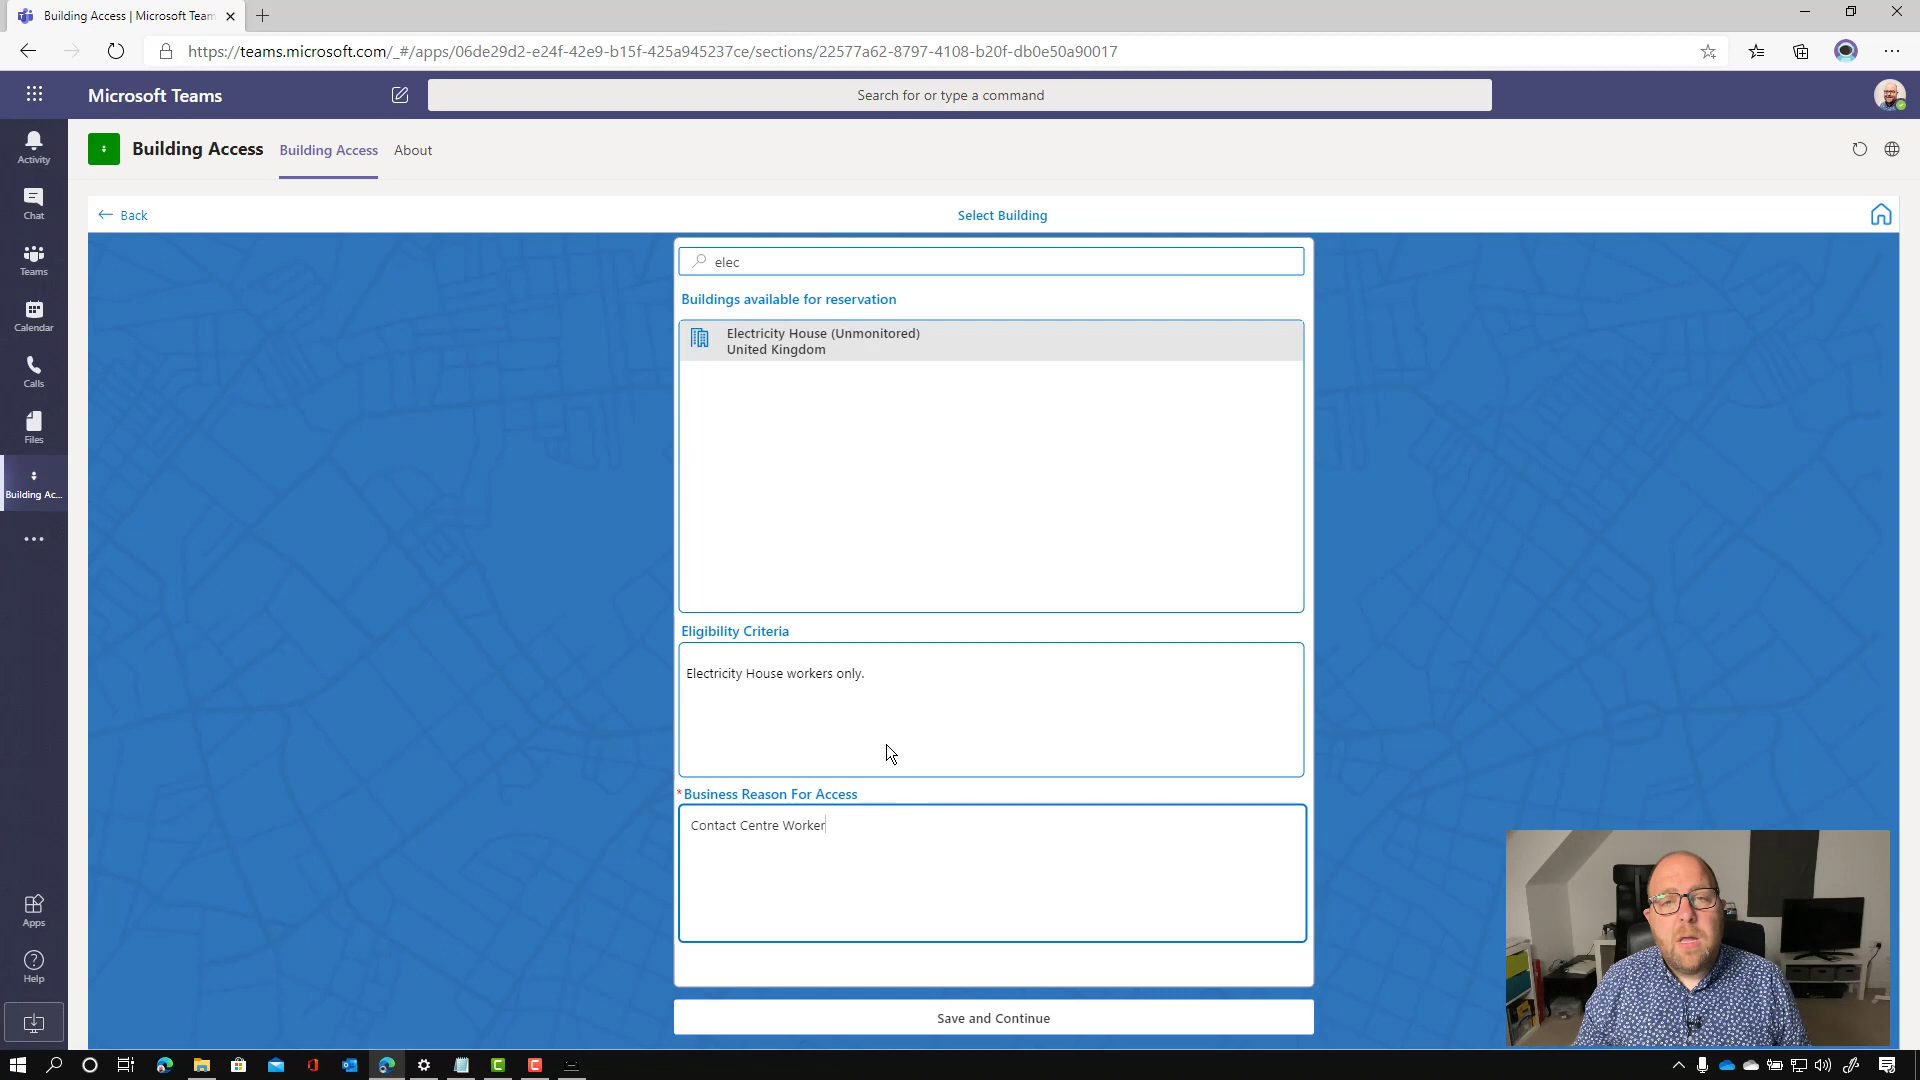 Building Access | Microsoft Team
https://teams.microsoft.com/_#/apps/06de29d2-e24f-42e9-b15f-425a945237ce/sections/22577a62-8797-4108-b20f-db0e50a90017
Microsoft Teams
Search for or type a command
Activity
Chat
Teams
Calendar
Calls
Files
Building Ac...
Apps
Help
Building Access
Building Access
About
Back
Select Building
elec
Buildings available for reservation
Electricity House (Unmonitored)
United Kingdom
Eligibility Criteria
Electricity House workers only.
*Business Reason For Access
Contact Centre Worker
Save and Continue